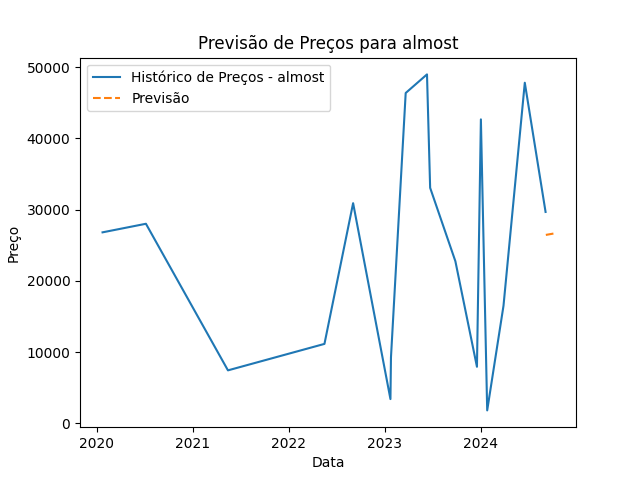 Previsão de Preços para almost
Histórico de Preços - almost
Previsão
50000
40000
30000
20000
10000
0
Preço
2020 2021 2022 2023 2024
Data